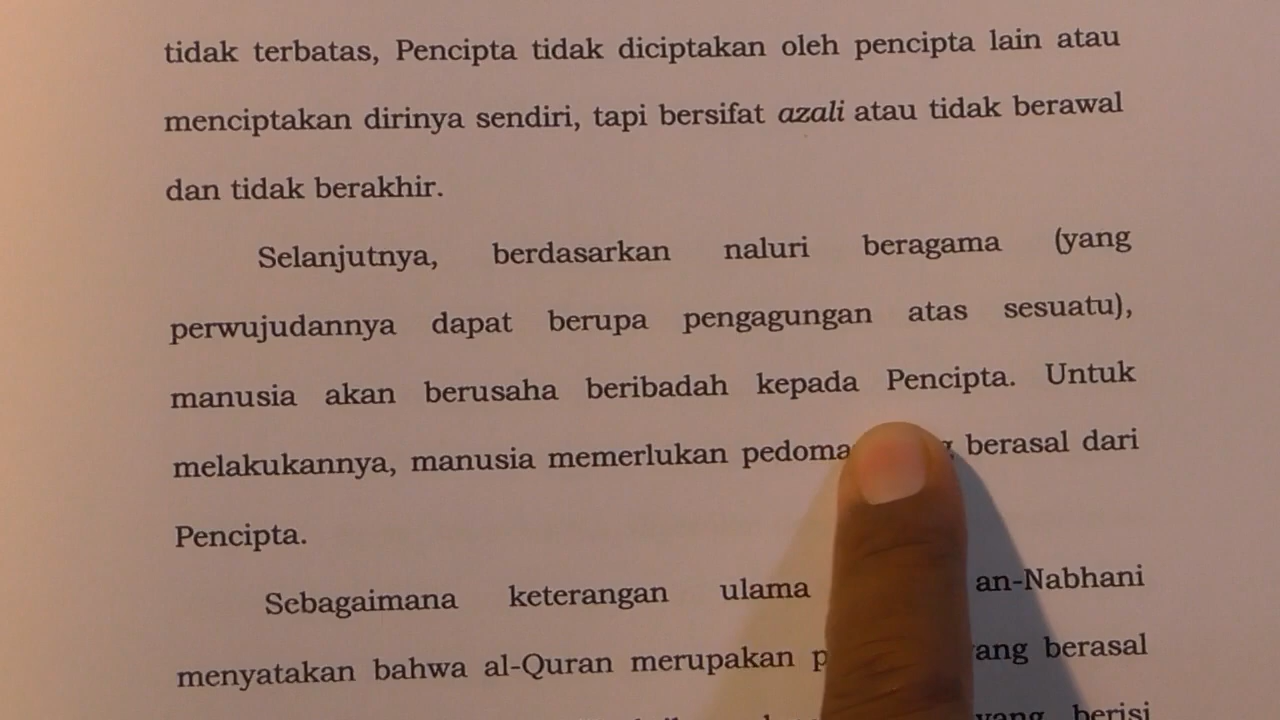 tidak terbatas, Pencipta tidak diciptakan oleh pencipta lain atau
menciptakan dirinya sendiri, tapi bersifat azali atau tidak berawal
dan tidak berakhir.
Selanjutnya, berdasarkan naluri beragama (yang
perwujudannya dapat berupa pengagungan atas sesuatu),
manusia akan berusaha beribadah kepada Pencipta. Untuk
melakukannya, manusia memerlukan berasal dari
Pencipta.
Sebagaimana keterangan ulama an-Nabhani
menyatakan bahwa al-Quran merupakan berasal
yang berisi